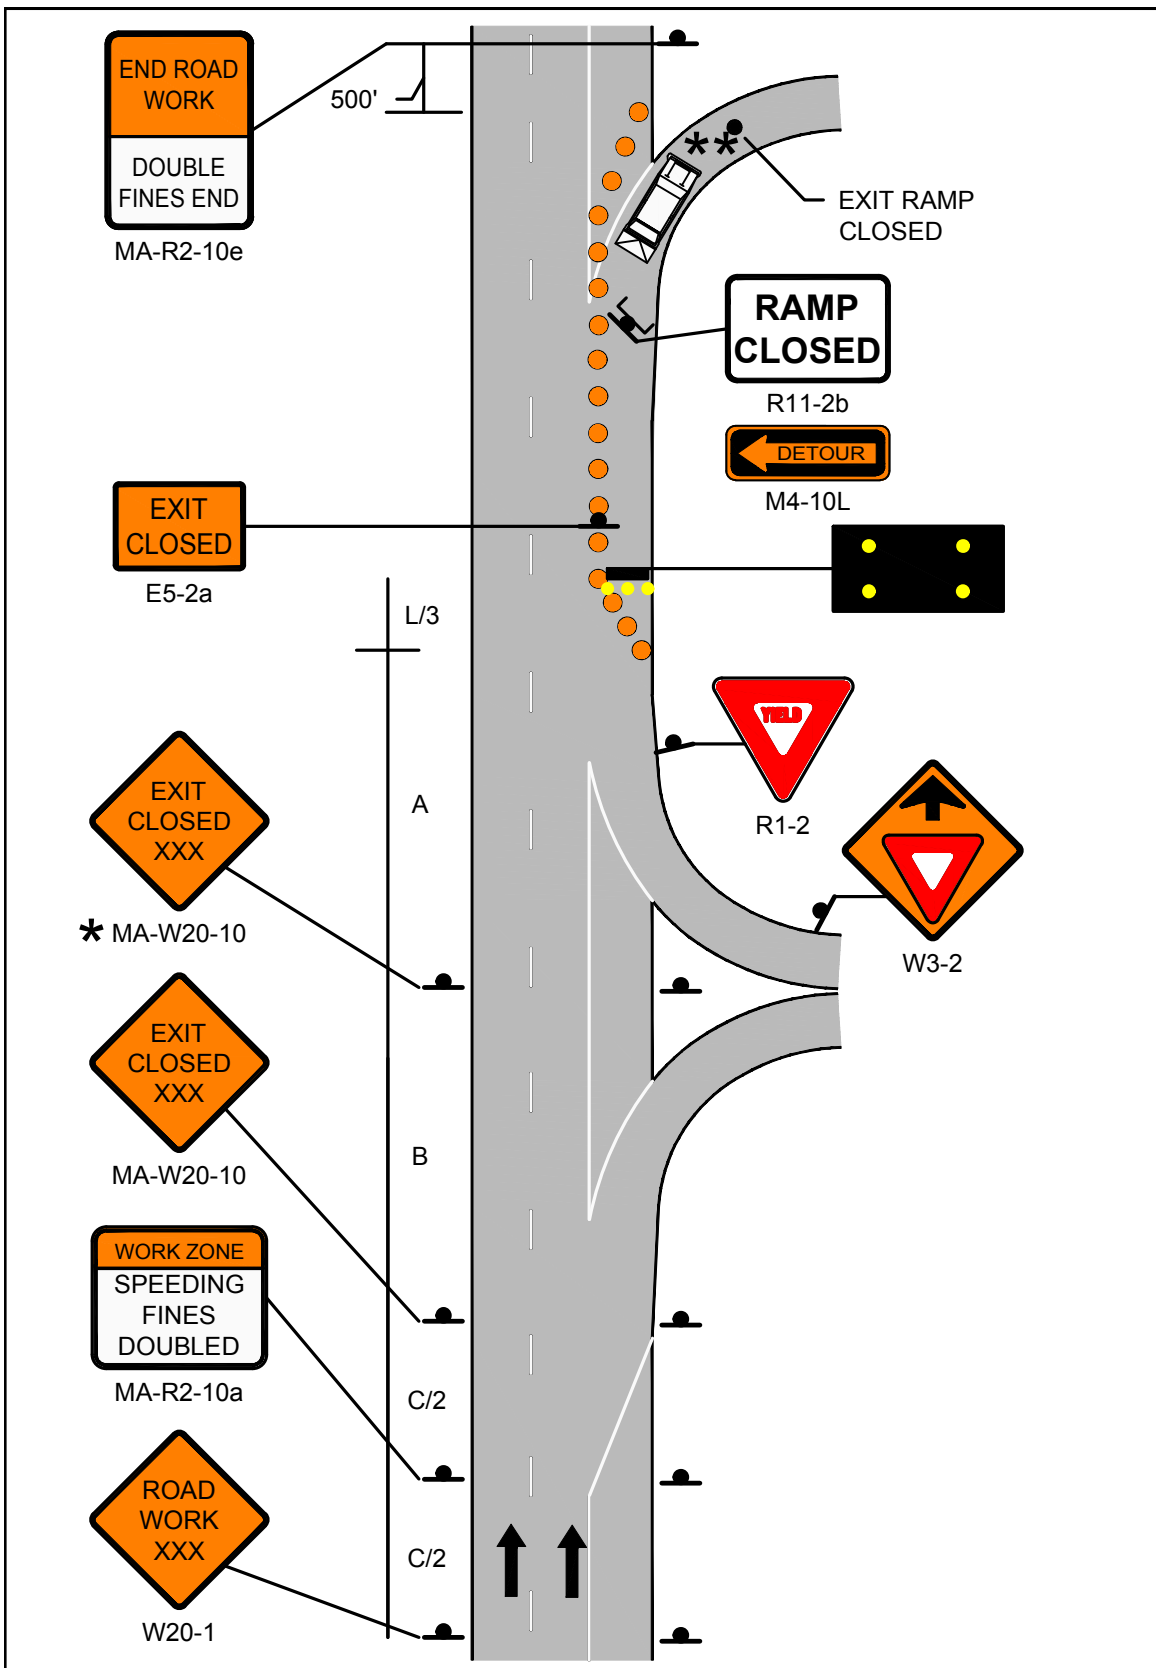 END ROAD
WORK
DOUBLE
FINES END
MA-R2-10e
500'
**
EXIT RAMP
CLOSED
RAMP
CLOSED
R11-2b
DETOUR
M4-10L
EXIT
CLOSED
E5-2a
L/3
YIELD
R1-2
A
EXIT
CLOSED
XXX
* MA-W20-10
W3-2
EXIT
CLOSED
XXX
MA-W20-10
B
WORK ZONE
SPEEDING
FINES
DOUBLED
MA-R2-10a
C/2
ROAD
WORK
XXX
W20-1
C/2